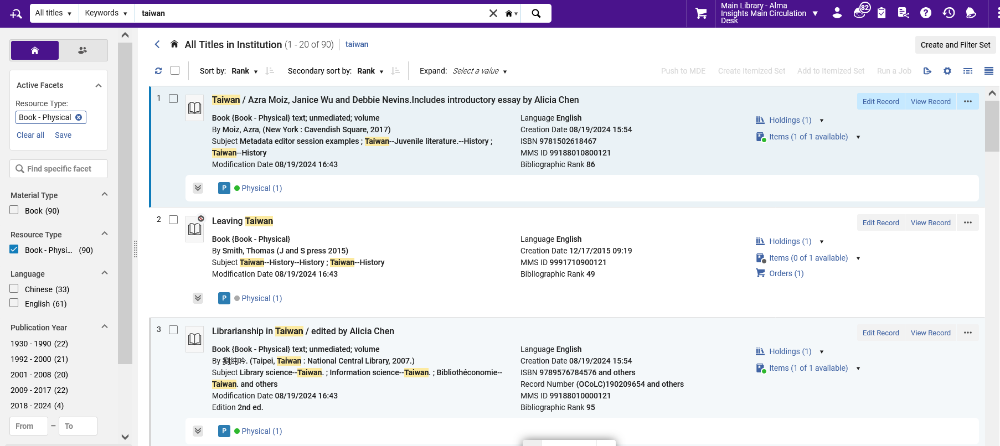 All titles
Keywords
taiwan
Main Library - Alma
Insights Main Circulation
Desk
82
Active Facets
Resource Type:
Book - Physical
Clear all Save
Find specific facet
Material Type
Book (90)
Resource Type
Book - Physi... (90)
Language
Chinese (33)
English (61)
Publication Year
1930 - 1990 (22)
1992 - 2000 (21)
2001 - 2008 (20)
2009 - 2017 (22)
2018 - 2024 (4)
From – To
All Titles in Institution (1 - 20 of 90) taiwan
Create and Filter Set
Sort by: Rank Secondary sort by: Rank Expand: Select a value
Push to MDE Create Itemized Set Add to Itemized Set Run a Job
1
Taiwan / Azra Moiz, Janice Wu and Debbie Nevins.Includes introductory essay by Alicia Chen
Edit Record View Record
Book {Book - Physical} text; unmediated; volume
By Moiz, Azra, (New York : Cavendish Square, 2017)
Subject Metadata editor session examples ; Taiwan--Juvenile literature.--History ;
Taiwan--History
Modification Date 08/19/2024 16:43
Language English
Creation Date 08/19/2024 15:54
ISBN 9781502618467
MMS ID 99188010800121
Bibliographic Rank 86
Holdings (1)
Items (1 of 1 available)
P Physical (1)
2
Leaving Taiwan
Edit Record View Record
Book {Book - Physical}
By Smith, Thomas (J and S press 2015)
Subject Taiwan--History--History ; Taiwan--History
Modification Date 08/19/2024 16:43
Language English
Creation Date 12/17/2015 09:19
MMS ID 9991710900121
Bibliographic Rank 49
Holdings (1)
Items (0 of 1 available)
Orders (1)
P Physical (1)
3
Librarianship in Taiwan / edited by Alicia Chen
Edit Record View Record
Book {Book - Physical} text; unmediated; volume
By 劉純吟. (Taipei, Taiwan : National Central Library, 2007.)
Subject Library science--Taiwan. ; Information science--Taiwan. ; Bibliothéconomie--
Taiwan. and others
Modification Date 08/19/2024 16:43
Edition 2nd ed.
Language English
Creation Date 08/19/2024 15:54
ISBN 9789576784576 and others
Record Number (OCoLC)190209654 and others
MMS ID 99188010000121
Bibliographic Rank 95
Holdings (1)
Items (1 of 1 available)
P Physical (1)